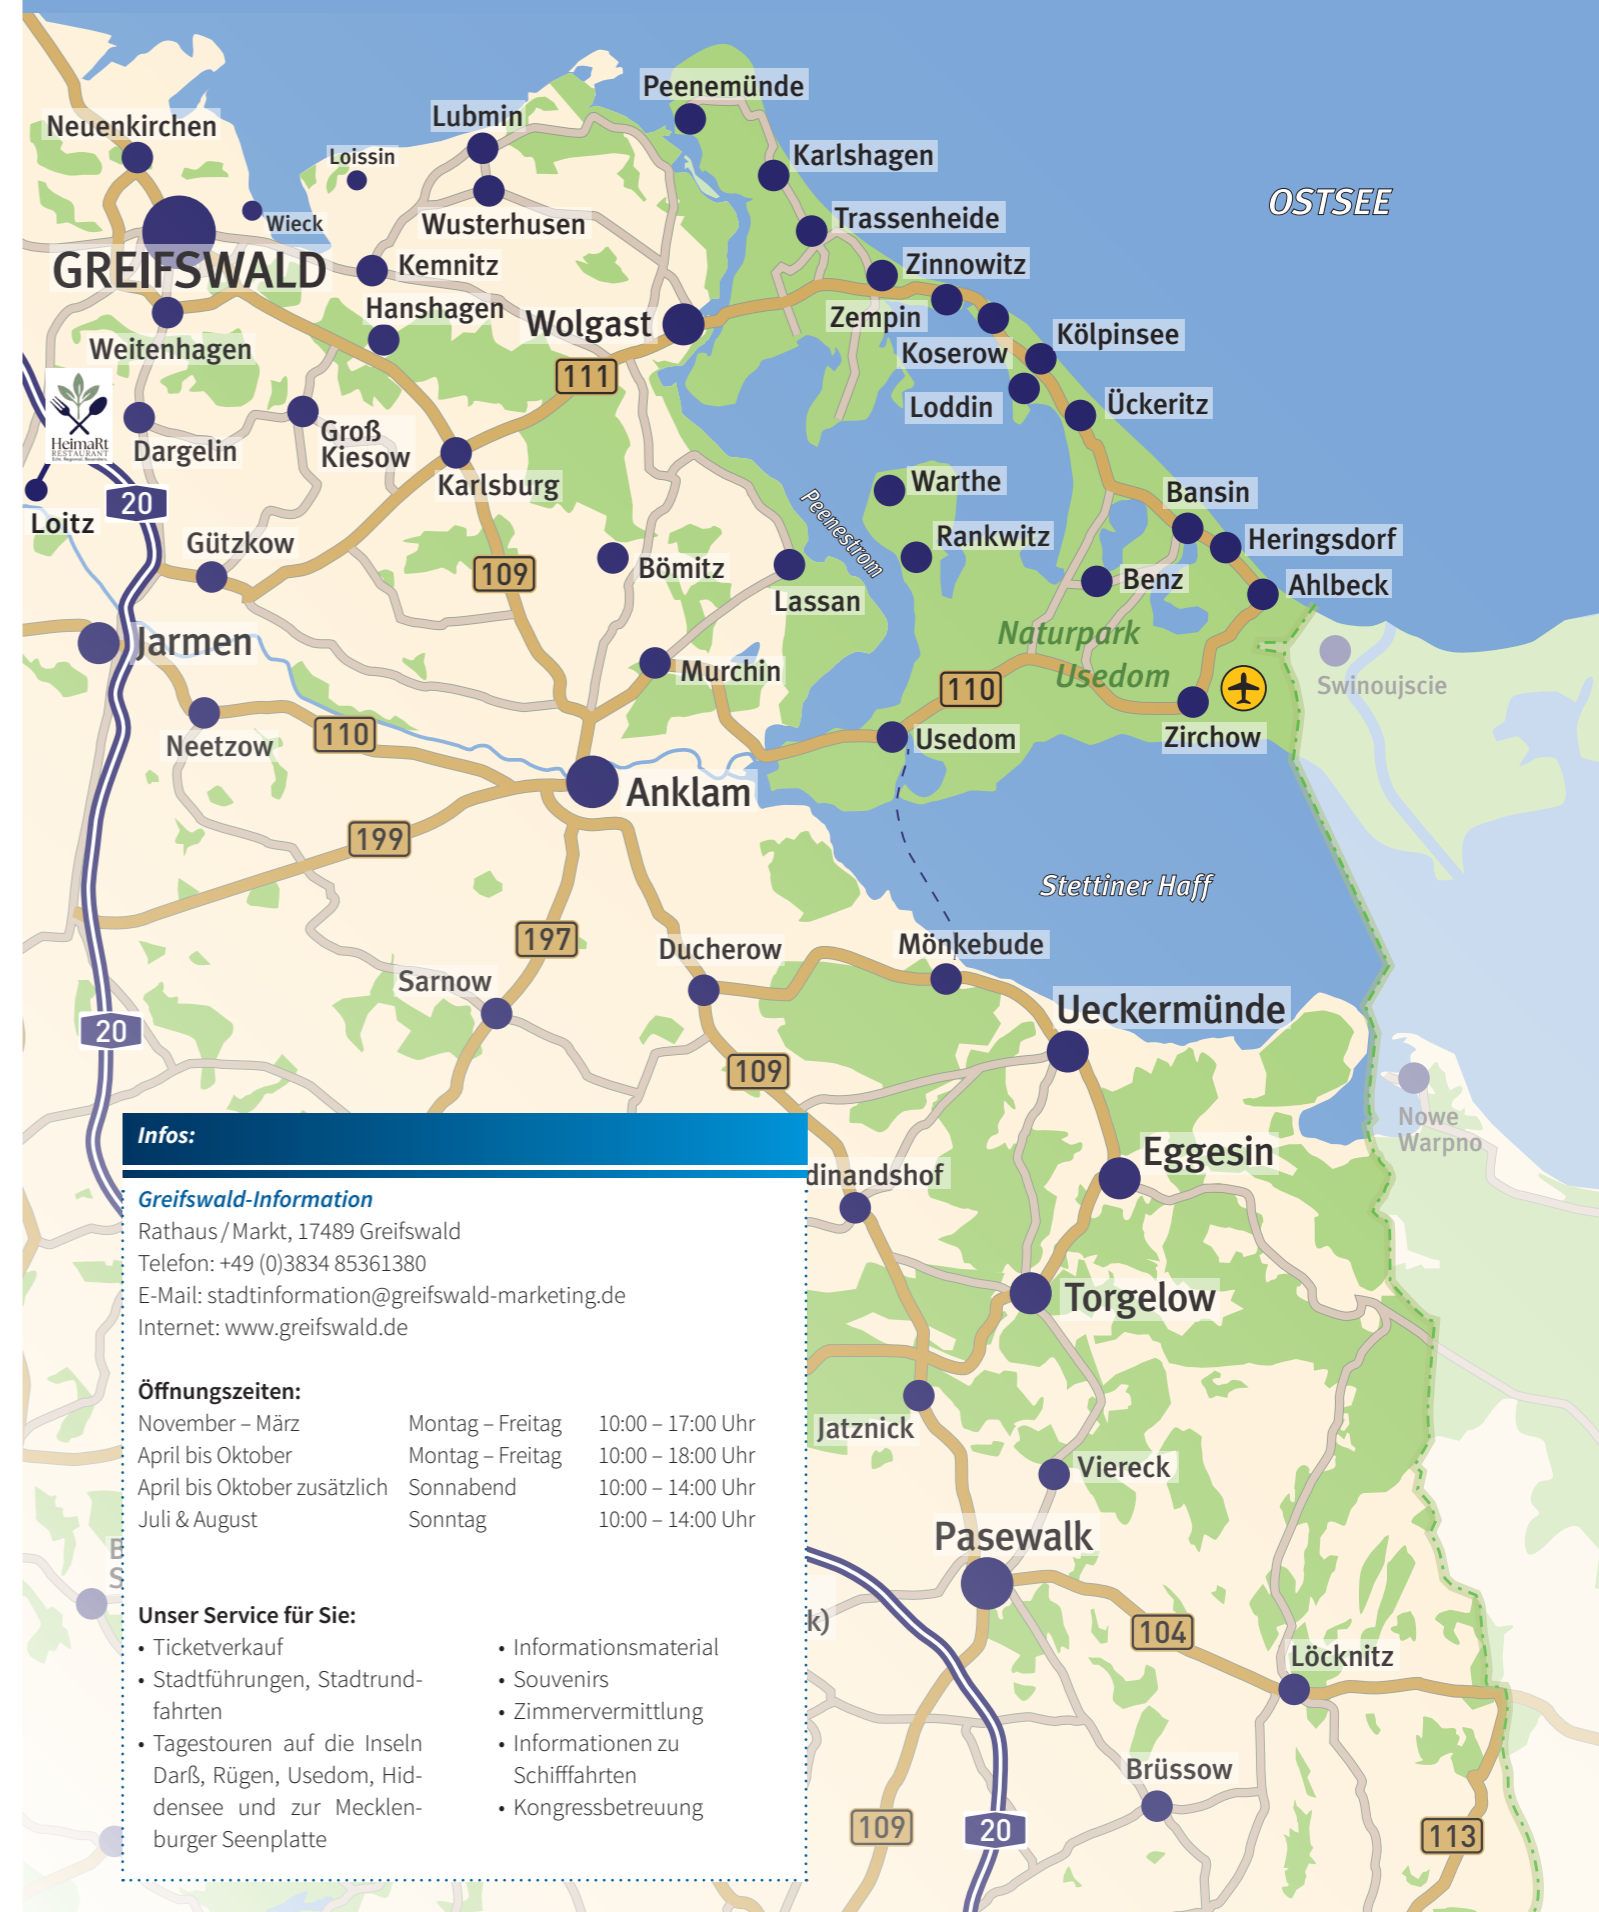 Peenemünde
Lubmin
Neuenkirchen
Loissin
Karlshagen
OSTSEE
Wieck
Wusterhusen
Trassenheide
GREIFSWALD
Kemnitz
Zinnowitz
Hanshagen
Wolgast
Zempin
Kölpinsee
Weitenhagen
Koserow
111
Loddin
Ückeritz
HeimaRt
RESTAURANT
Echt. Regional. Besonders.
Dargelin
Groß
Kiesow
Karlsburg
Warthe
Bansin
20
Loitz
Peenestrom
Gützkow
Rankwitz
Heringsdorf
109
Bömitz
Benz
Ahlbeck
Lassan
Jarmen
Naturpark
Usedom
Murchin
110
Swinoujscie
Neetzow
110
Usedom
Zirchow
Anklam
199
Stettiner Haff
197
Ducherow
Mönkebude
Sarnow
Ueckermünde
20
109
Nowe
Warpno
Eggesin
dinandshof
Torgelow
Jatznick
Viereck
Pasewalk
B
S
k)
104
Löcknitz
Brüssow
109
20
113
Infos:
Greifswald-Information
Rathaus / Markt, 17489 Greifswald
Telefon: +49 (0)3834 85361380
E-Mail: stadtinformation@greifswald-marketing.de
Internet: www.greifswald.de
Öffnungszeiten:
November – März Montag – Freitag 10:00 – 17:00 Uhr
April bis Oktober Montag – Freitag 10:00 – 18:00 Uhr
April bis Oktober zusätzlich Sonnabend 10:00 – 14:00 Uhr
Juli & August Sonntag 10:00 – 14:00 Uhr
Unser Service für Sie:
• Ticketverkauf
• Stadtführungen, Stadtrund-
fahrten
• Tagestouren auf die Inseln
Darß, Rügen, Usedom, Hid-
densee und zur Mecklen-
burger Seenplatte
• Informationsmaterial
• Souvenirs
• Zimmervermittlung
• Informationen zu
Schifffahrten
• Kongressbetreuung